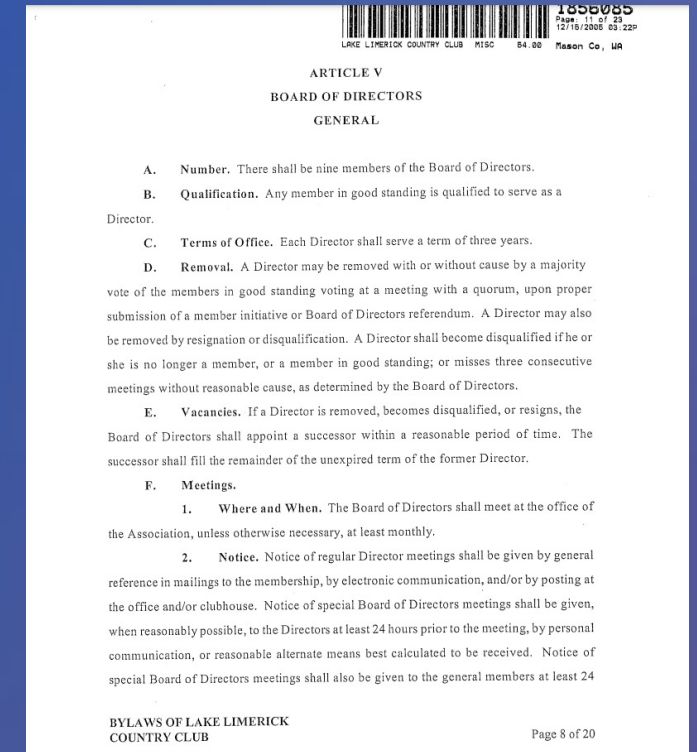 1856085
Page: 11 of 23
12/18/2006 03:22P
LAKE LIMERICK COUNTRY CLUB MISC 54.00 Mason Co, WA
ARTICLE V
BOARD OF DIRECTORS
GENERAL
A. Number. There shall be nine members of the Board of Directors.
B. Qualification. Any member in good standing is qualified to serve as a
Director.
C. Terms of Office. Each Director shall serve a term of three years.
D. Removal. A Director may be removed with or without cause by a majority
vote of the members in good standing voting at a meeting with a quorum, upon proper
submission of a member initiative or Board of Directors referendum. A Director may also
be removed by resignation or disqualification. A Director shall become disqualified if he or
she is no longer a member, or a member in good standing; or misses three consecutive
meetings without reasonable cause, as determined by the Board of Directors.
E. Vacancies. If a Director is removed, becomes disqualified, or resigns, the
Board of Directors shall appoint a successor within a reasonable period of time. The
successor shall fill the remainder of the unexpired term of the former Director.
F. Meetings.
1. Where and When. The Board of Directors shall meet at the office of
the Association, unless otherwise necessary, at least monthly.
2. Notice. Notice of regular Director meetings shall be given by general
reference in mailings to the membership, by electronic communication, and/or by posting at
the office and/or clubhouse. Notice of special Board of Directors meetings shall be given,
when reasonably possible, to the Directors at least 24 hours prior to the meeting, by personal
communication, or reasonable alternate means best calculated to be received. Notice of
special Board of Directors meetings shall also be given to the general members at least 24
BYLAWS OF LAKE LIMERICK
COUNTRY CLUB
Page 8 of 20